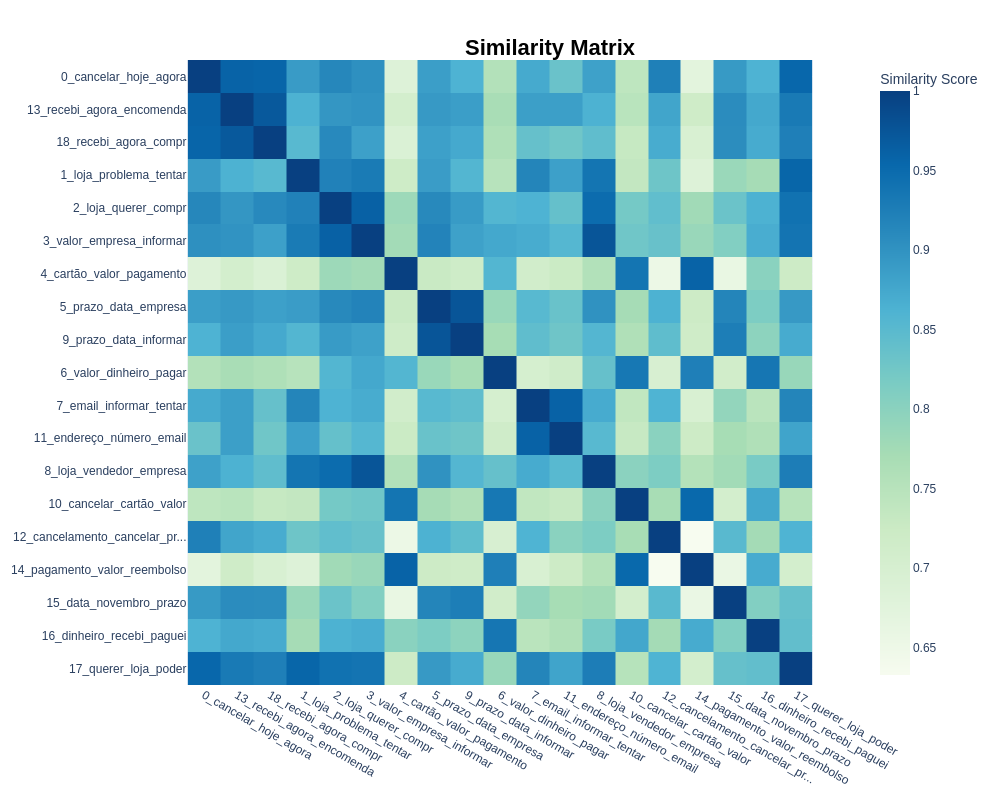 Similarity Matrix
0_cancelar_hoje_agora
13_recebi_agora_encomenda
18_recebi_agora_compr
1_loja_problema_tentar
2_loja_querer_compr
3_valor_empresa_informar
4_cartão_valor_pagamento
5_prazo_data_empresa
9_prazo_data_informar
6_valor_dinheiro_pagar
7_email_informar_tentar
11_endereço_número_email
8_loja_vendedor_empresa
10_cancelar_cartão_valor
12_cancelamento_cancelar_pr...
14_pagamento_valor_reembolso
15_data_novembro_prazo
16_dinheiro_recebi_paguei
17_querer_loja_poder
0_cancelar_hoje_agora
13_recebi_agora_encomenda
18_recebi_agora_compr
1_loja_problema_tentar
2_loja_querer_compr
3_valor_empresa_informar
4_cartão_valor_pagamento
5_prazo_data_empresa
9_prazo_data_informar
6_valor_dinheiro_pagar
7_email_informar_tentar
11_endereço_número_email
8_loja_vendedor_empresa
10_cancelar_cartão_valor
12_cancelamento_cancelar_pr...
14_pagamento_valor_reembolso
15_data_novembro_prazo
16_dinheiro_recebi_paguei
17_querer_loja_poder
Similarity Score
1
0.95
0.9
0.85
0.8
0.75
0.7
0.65